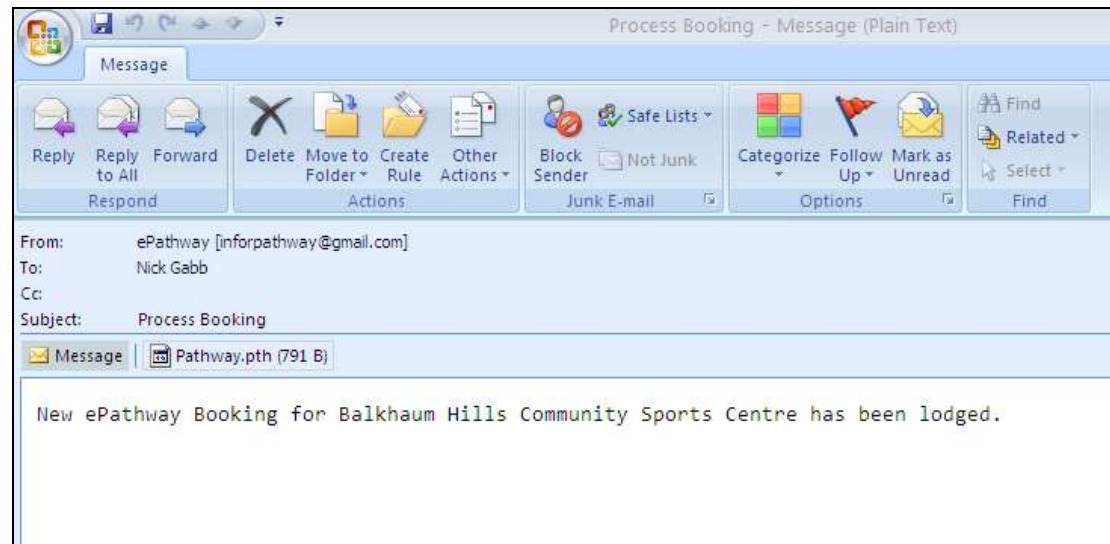 Process Booking - Message (Plain Text)
Message
Reply
Reply to All
Forward
Respond
Delete
Move to Folder
Create Rule
Other Actions
Actions
Block Sender
Safe Lists
Not Junk
Junk E-mail
Categorize
Follow Up
Mark as Unread
Options
Find
Related
Select
Find
From: ePathway [inforpathway@gmail.com]
To: Nick Gabb
Cc:
Subject: Process Booking
Message Pathway.pth (791 B)
New ePathway Booking for Balkhaum Hills Community Sports Centre has been lodged.